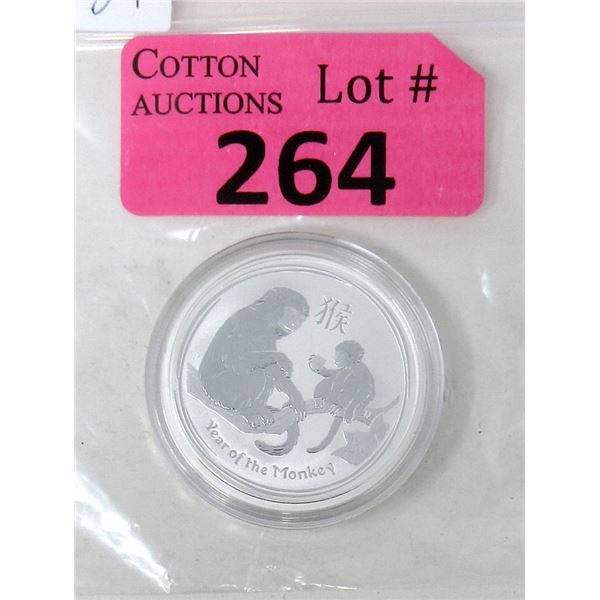 COTTON
AUCTIONS
Lot #
264
猴
Year of the Monkey